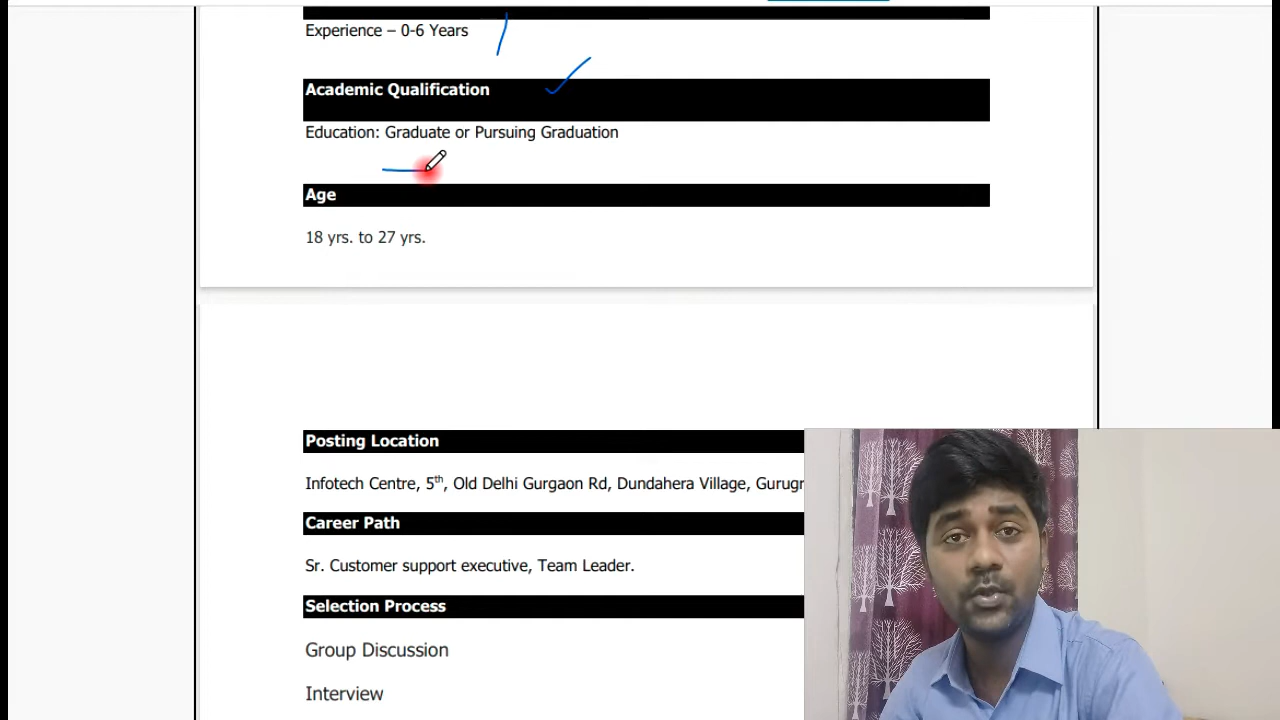 Experience – 0-6 Years
Academic Qualification
Education: Graduate or Pursuing Graduation
Age
18 yrs. to 27 yrs.
Posting Location
Infotech Centre, 5th, Old Delhi Gurgaon Rd, Dundahera Village,
Career Path
Sr. Customer support executive, Team Leader.
Selection Process
Group Discussion
Interview